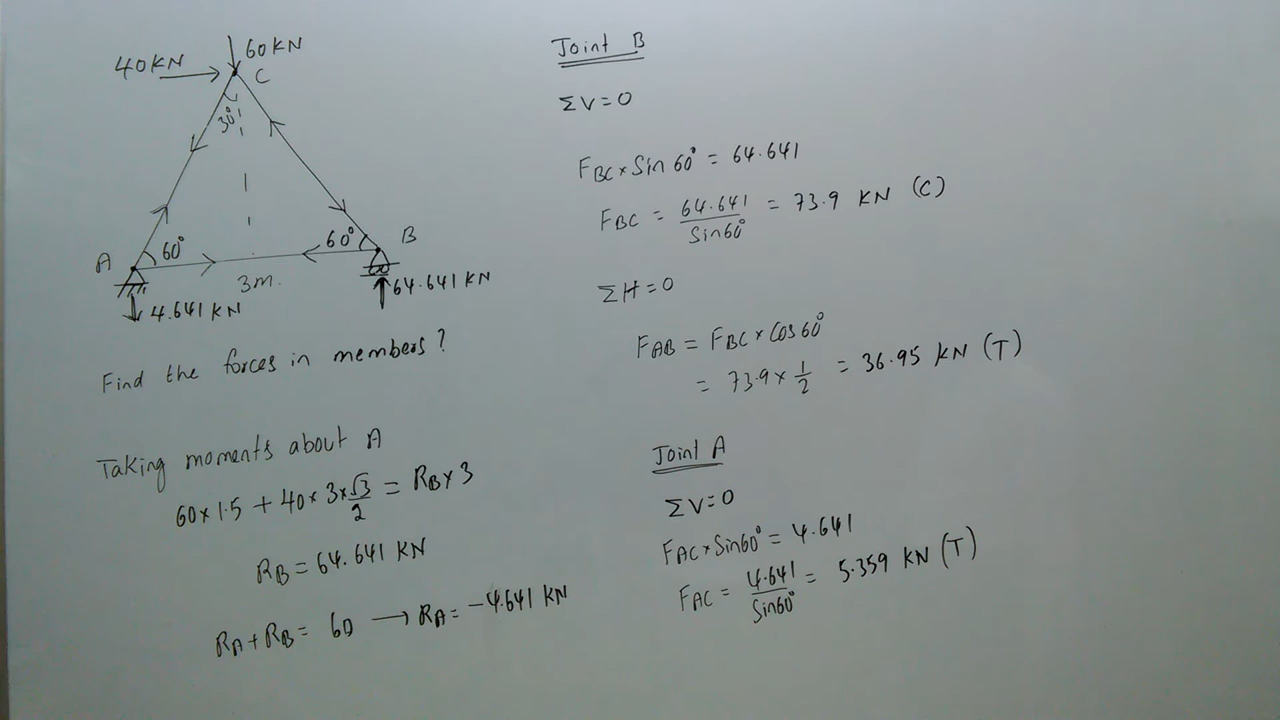 60KN
40KN
C
30°
A
60°
60°
B
3m.
4.641 KN
64.641 KN
Find the forces in members?
Taking moments about A
60×1.5 + 40×3×√3/2 = RB×3
RB = 64.641 KN
RA+RB = 60 → RA = -4.641 KN
Joint B
ΣV=0
FBC×Sin60° = 64.641
FBC = 64.641/Sin60° = 73.9 KN (C)
ΣH=0
FAB = FBC×Cos60°
= 73.9×1/2 = 36.95 KN (T)
Joint A
ΣV=0
FAC×Sin60° = 4.641
FAC = 4.641/Sin60° = 5.359 KN (T)